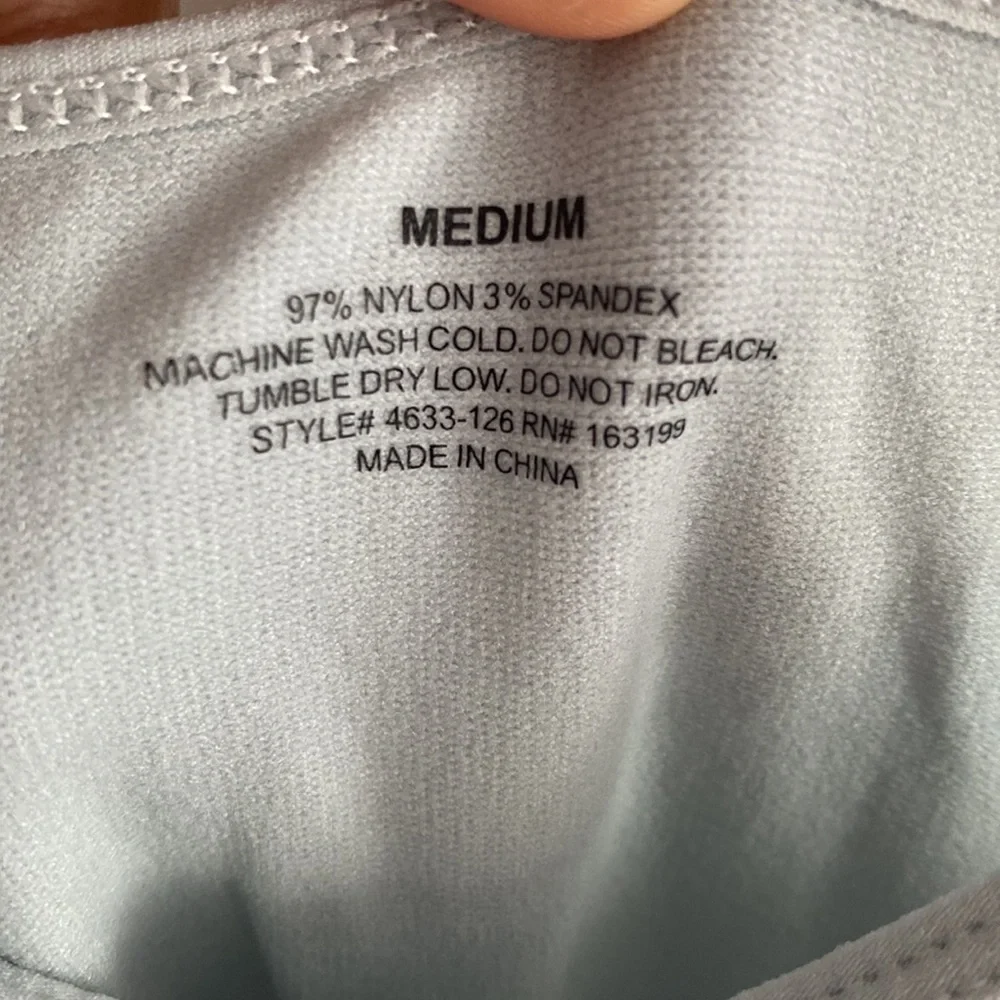 MEDIUM
97% NYLON 3% SPANDEX
MACHINE WASH COLD. DO NOT BLEACH.
TUMBLE DRY LOW. DO NOT IRON.
STYLE# 4633-126 RN# 163199
MADE IN CHINA